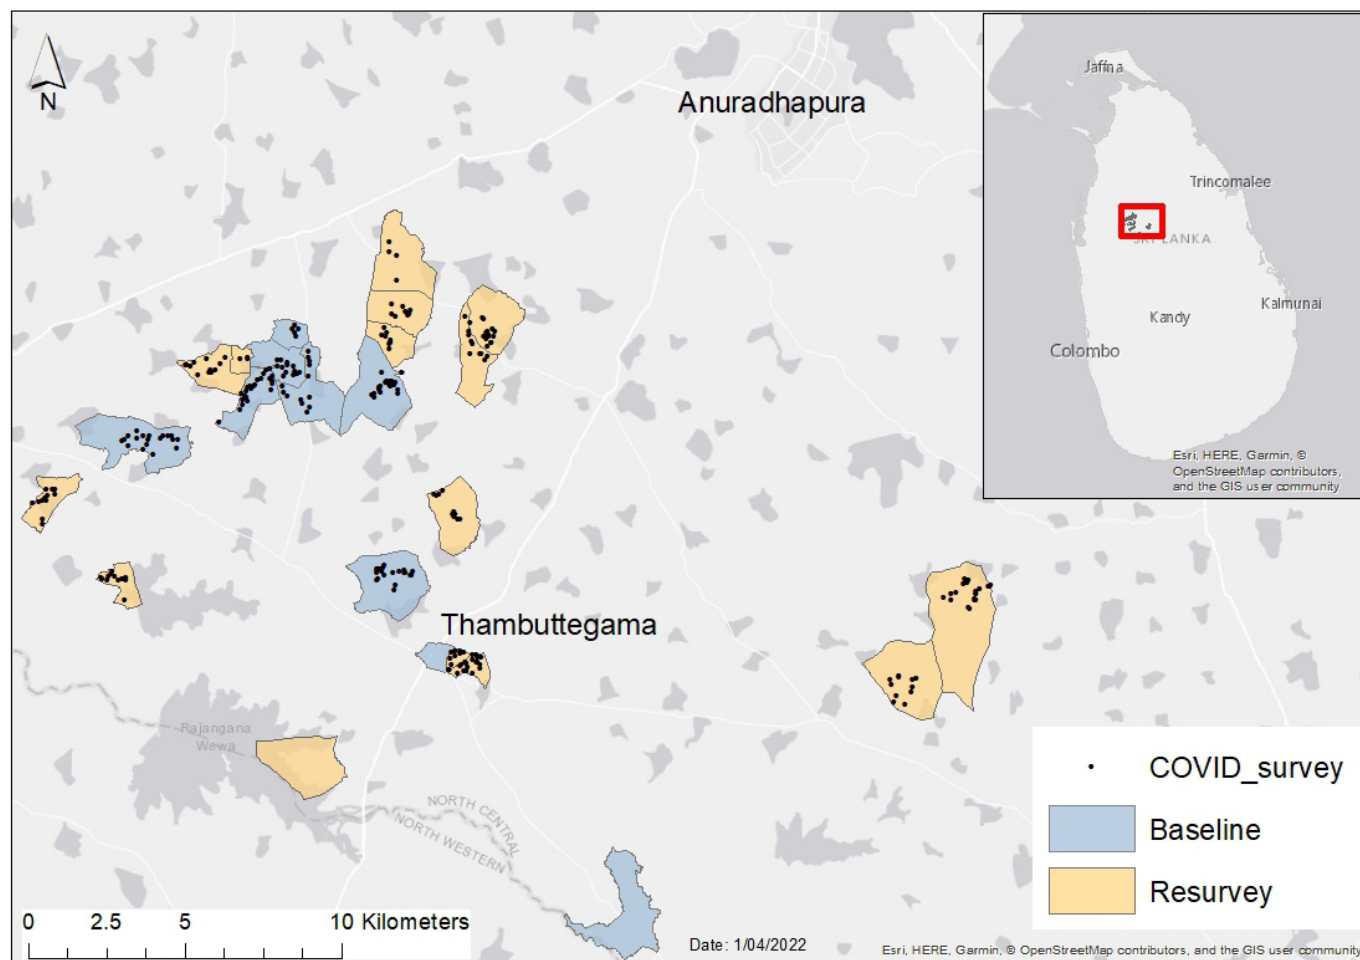 N
Anuradhapura
Jaffna
Trincomalee
SRI LANKA
Kandy
Kalmunai
Colombo
Esri, HERE, Garmin, ©
OpenStreetMap contributors,
and the GIS user community
Thambuttegama
Rajangana
Wewa
NORTH CENTRAL
NORTH WESTERN
COVID_survey
Baseline
Resurvey
0 2.5 5 10 Kilometers
Date: 1/04/2022
Esri, HERE, Garmin, © OpenStreetMap contributors, and the GIS user community